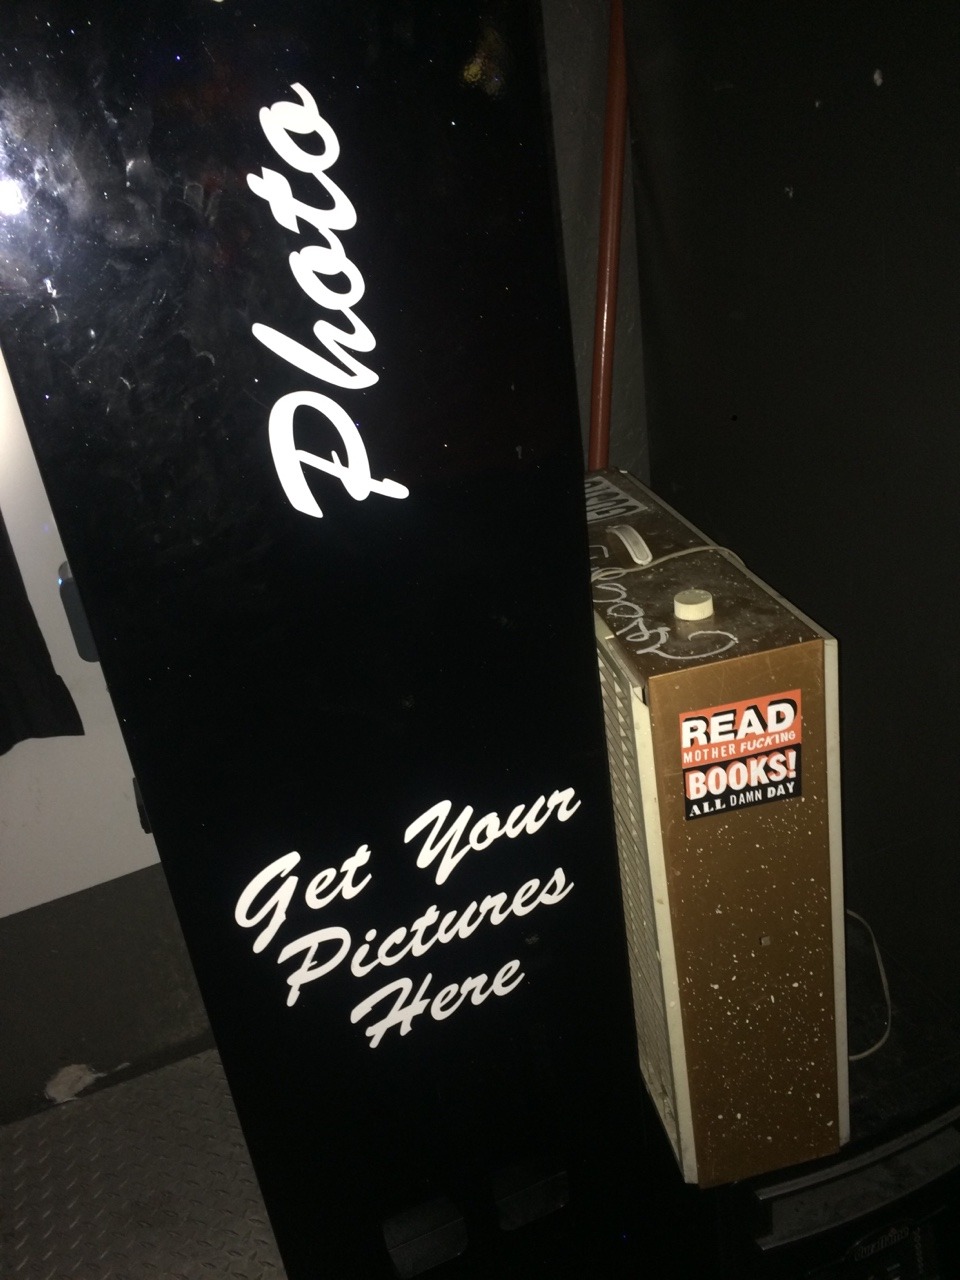 Photo
Get Your
Pictures
Here
READ
MOTHER FUCKING
BOOKS!
ALL DAMN DAY